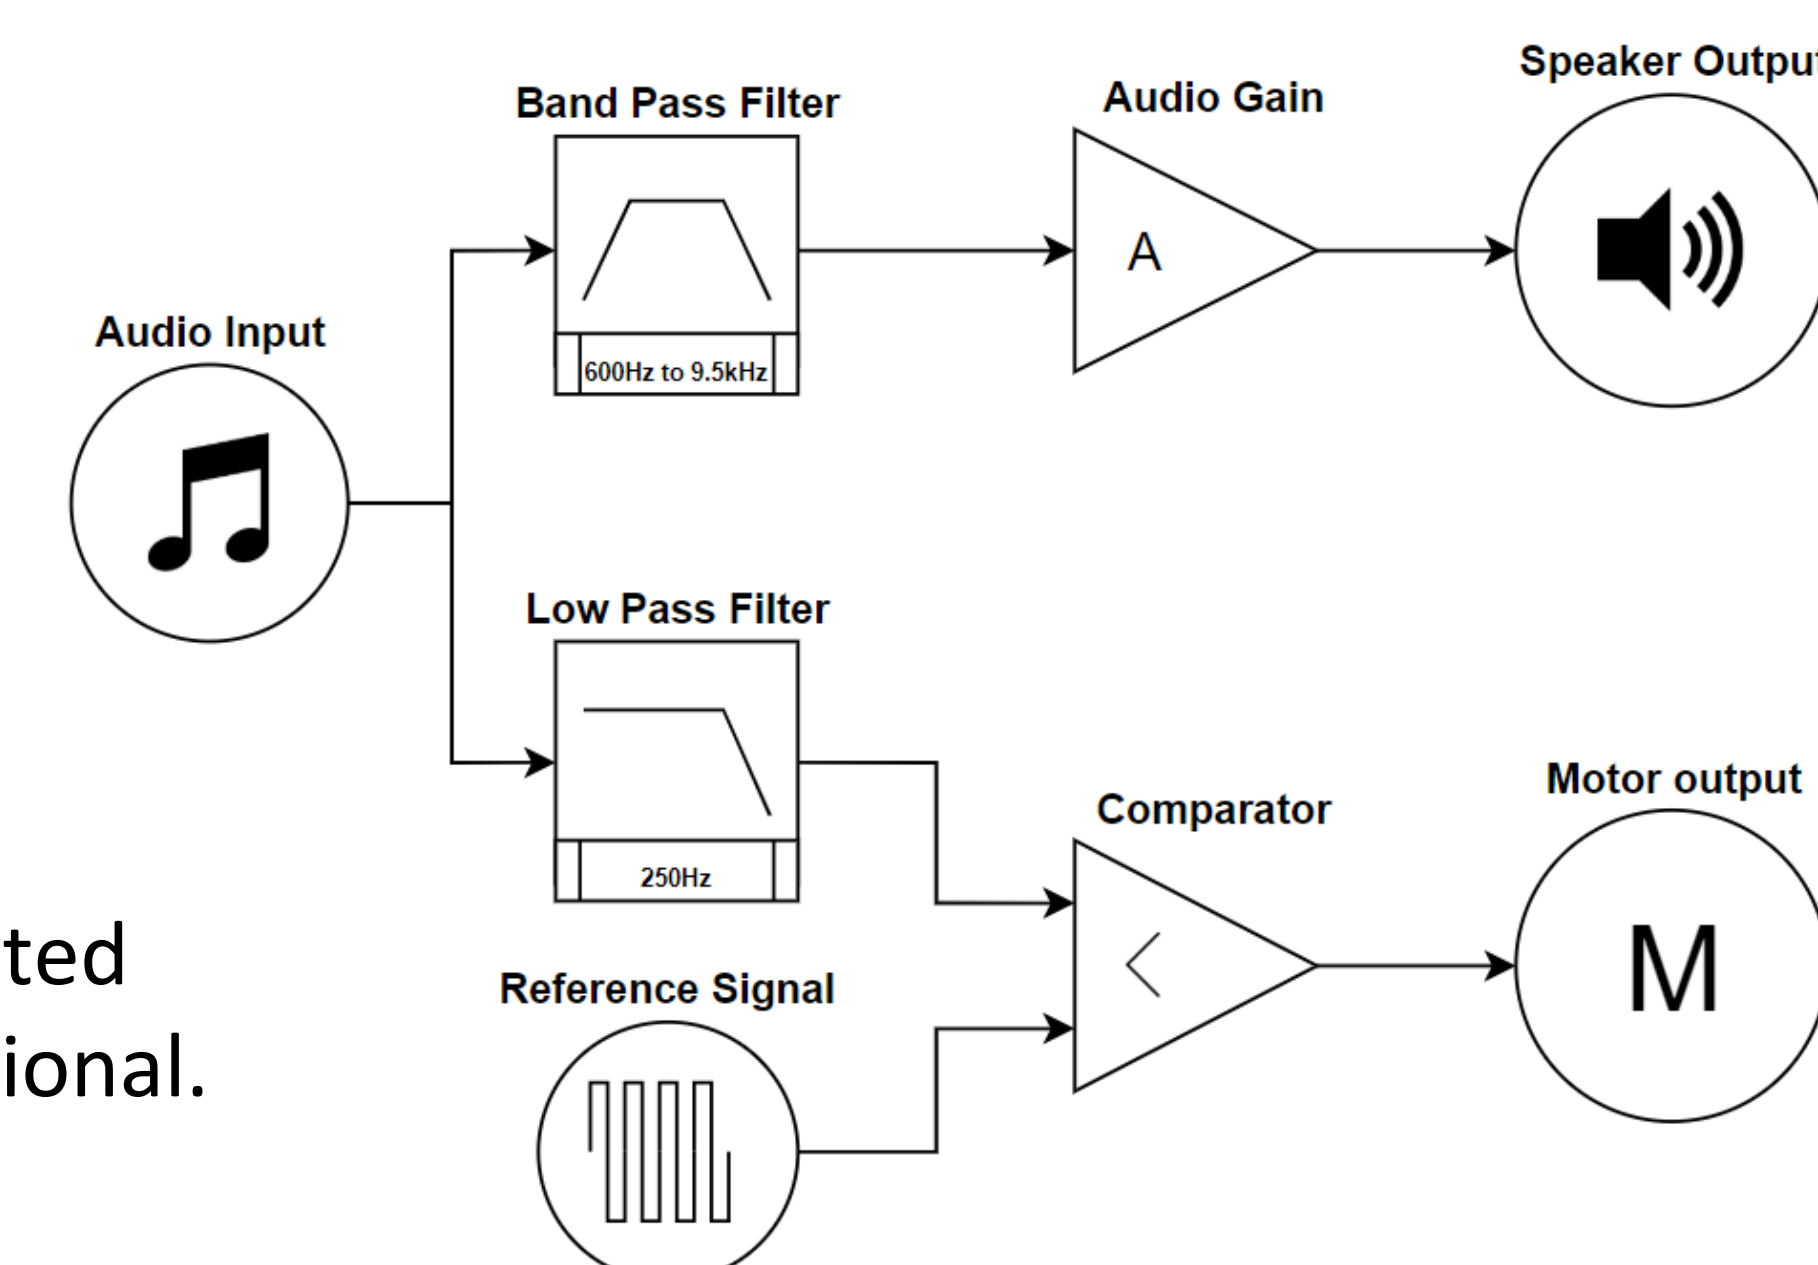 Speaker Output
Band Pass Filter
Audio Gain
A
600Hz to 9.5kHz
Audio Input
Low Pass Filter
250Hz
Comparator
<
Motor output
M
ted
ional.
Reference Signal